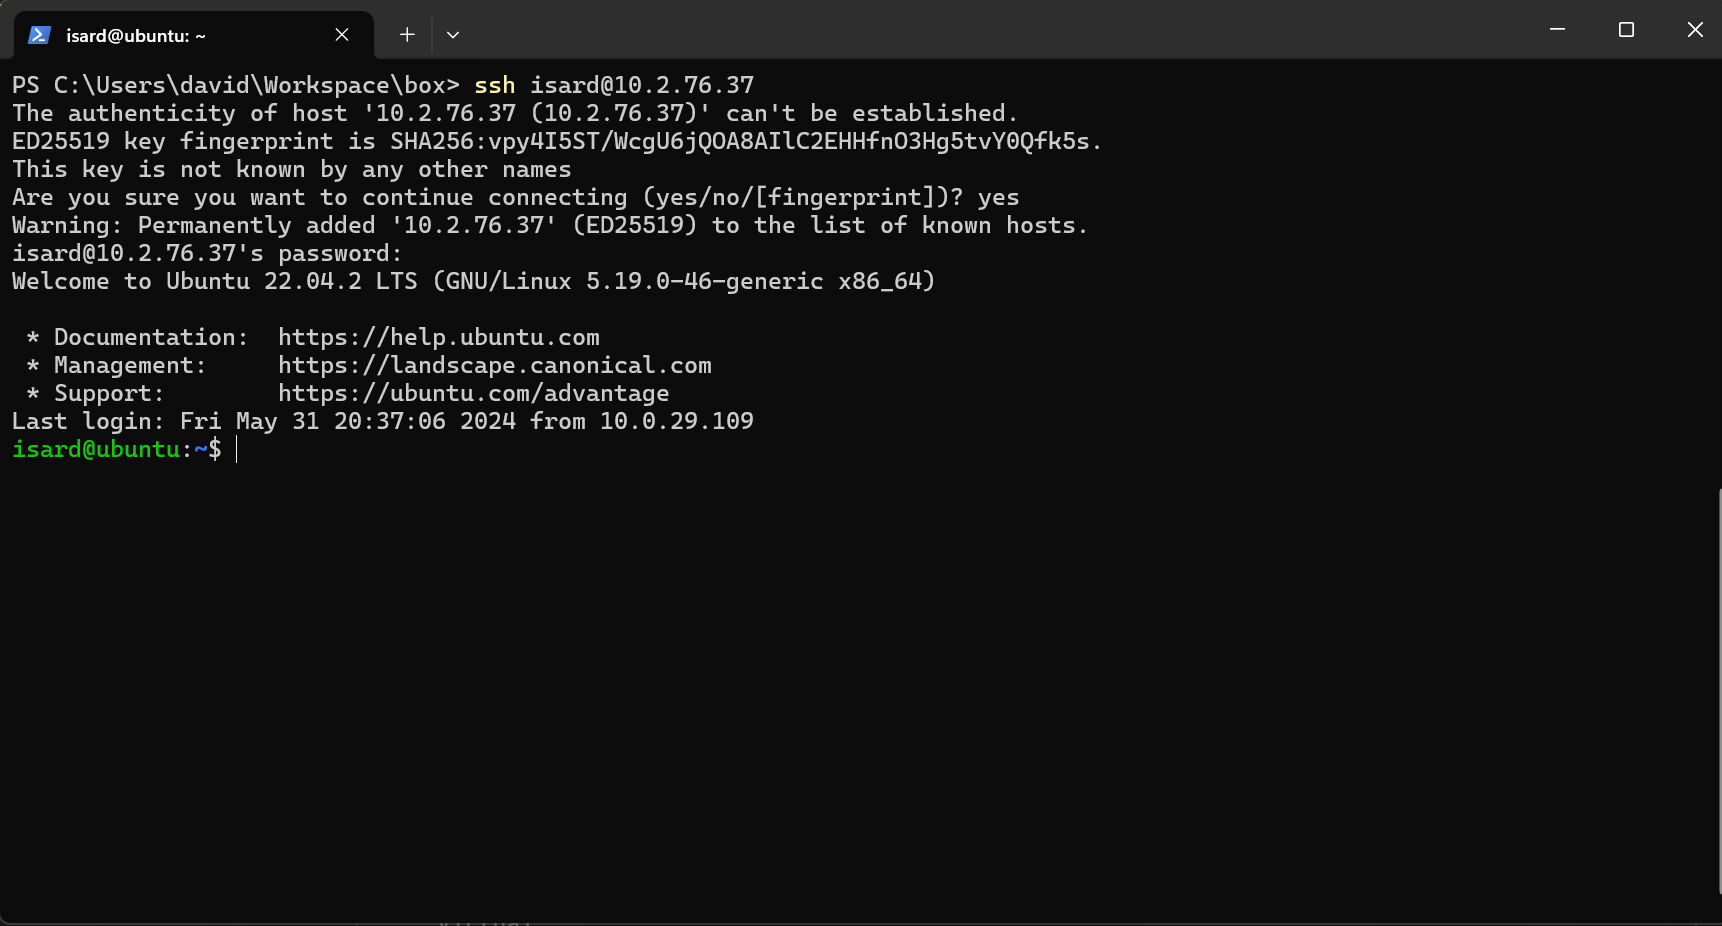 isard@ubuntu: ~
PS C:\Users\david\Workspace\box> ssh isard@10.2.76.37
The authenticity of host '10.2.76.37 (10.2.76.37)' can't be established.
ED25519 key fingerprint is SHA256:vpy4I5ST/WcgU6jQOA8AIlC2EHHfnO3Hg5tvY0Qfk5s.
This key is not known by any other names
Are you sure you want to continue connecting (yes/no/[fingerprint])? yes
Warning: Permanently added '10.2.76.37' (ED25519) to the list of known hosts.
isard@10.2.76.37's password:
Welcome to Ubuntu 22.04.2 LTS (GNU/Linux 5.19.0-46-generic x86_64)

 * Documentation:  https://help.ubuntu.com
 * Management:     https://landscape.canonical.com
 * Support:        https://ubuntu.com/advantage
Last login: Fri May 31 20:37:06 2024 from 10.0.29.109
isard@ubuntu:~$